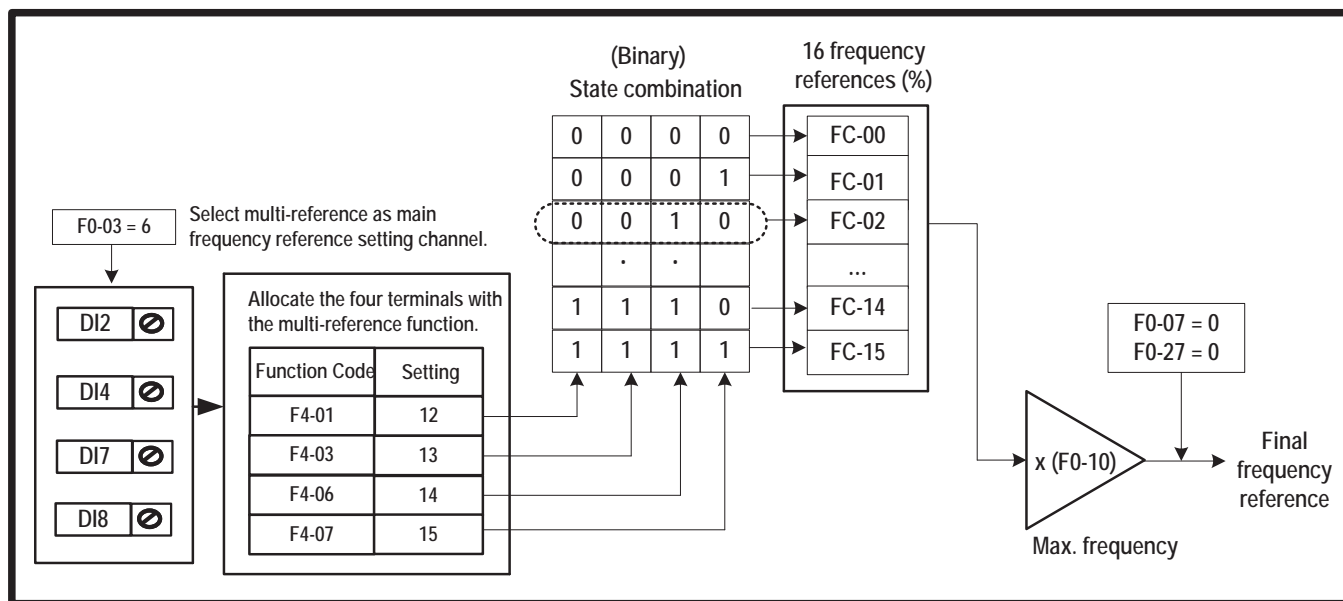 (Binary)
State combination
16 frequency
references (%)
0 0 0 0
FC-00
0 0 0 1
FC-01
0 0 1 0
FC-02
. .
...
1 1 1 0
FC-14
1 1 1 1
FC-15
F0-03 = 6
Select multi-reference as main
frequency reference setting channel.
DI2
DI4
DI7
DI8
Allocate the four terminals with
the multi-reference function.
Function Code Setting
F4-01 12
F4-03 13
F4-06 14
F4-07 15
x (F0-10)
Max. frequency
F0-07 = 0
F0-27 = 0
Final
frequency
reference